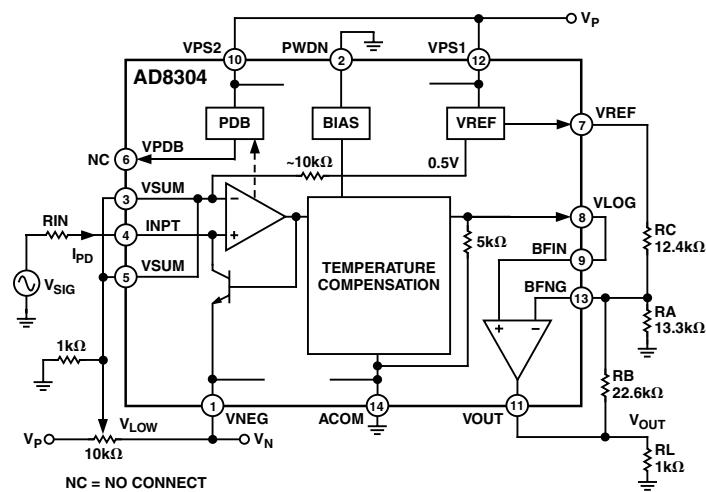 VP
VPS2
PWDN
VPS1
10
2
12
AD8304
PDB
BIAS
VREF
VREF
7
NC
VPDB
6
~10kΩ
0.5V
VSUM
3
RIN
INPT
4
IPD
VSUM
5
VSIG
−
+
TEMPERATURE
COMPENSATION
5kΩ
VLOG
8
BFIN
9
BFNG
13
RC
12.4kΩ
RA
13.3kΩ
+
−
RB
22.6kΩ
1kΩ
1
VNEG
ACOM
14
VOUT
11
VOUT
VP
VLOW
10kΩ
VN
RL
1kΩ
NC = NO CONNECT